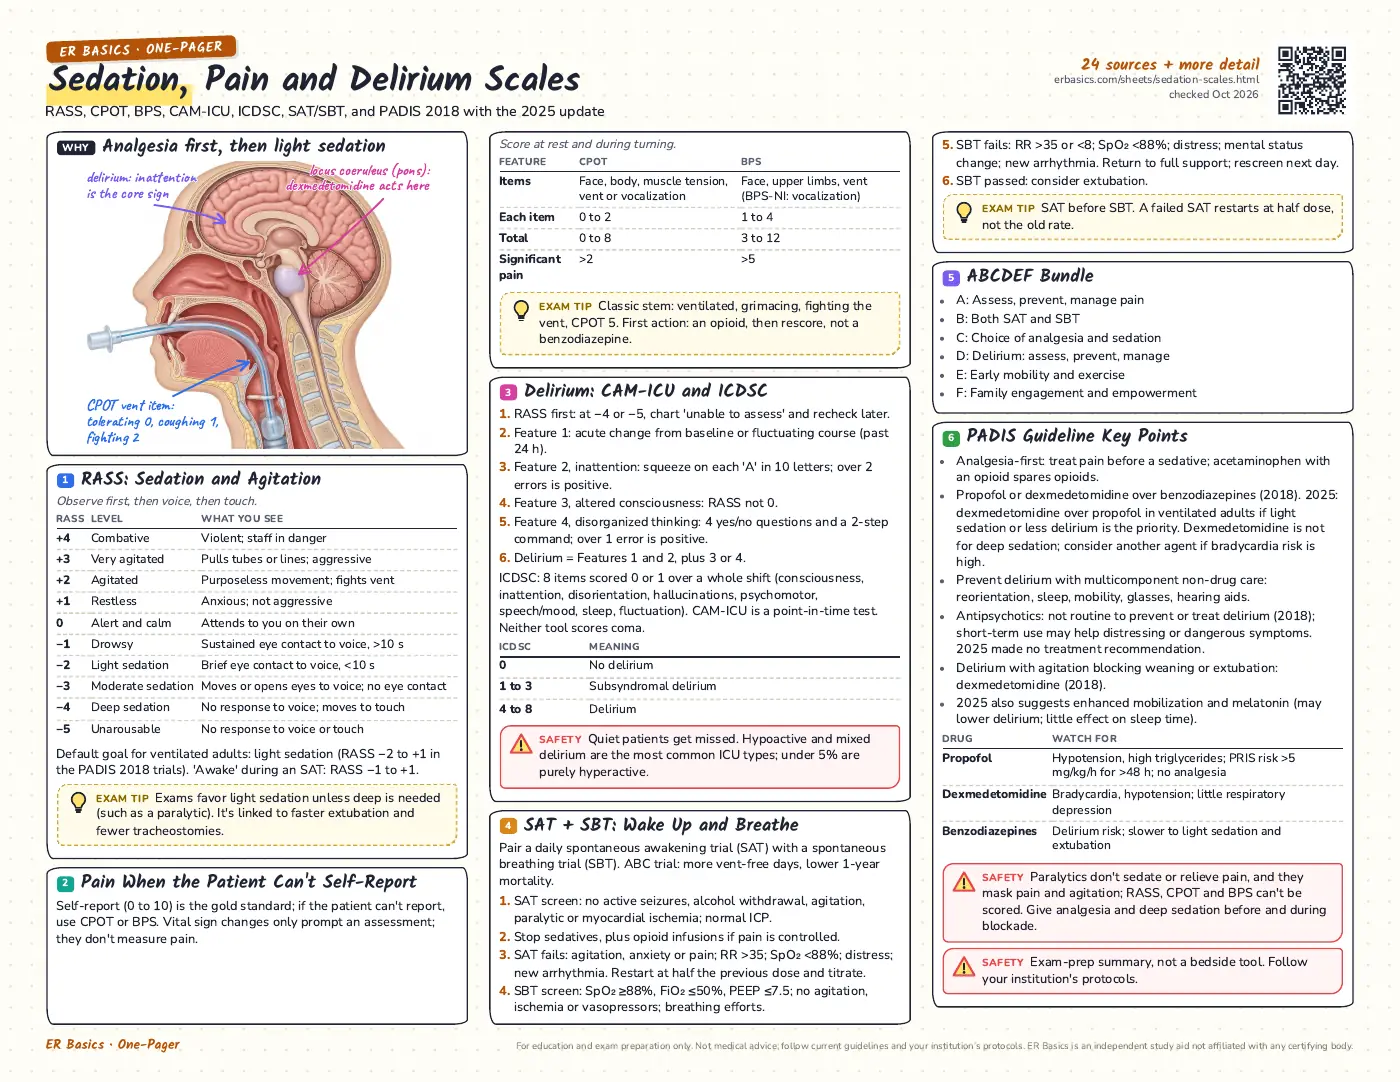 ER BASICS · ONE-PAGER
Sedation, Pain and Delirium Scales
RASS, CPOT, BPS, CAM-ICU, ICDSC, SAT/SBT, and PADIS 2018 with the 2025 update
24 sources + more detail
erbasics.com/sheets/sedation-scales.html
checked Oct 2026
WHY Analgesia first, then light sedation
delirium: inattention
is the core sign
locus coeruleus (pons):
dexmedetomidine acts here
CPOT vent item:
tolerating 0, coughing 1,
fighting 2
1 RASS: Sedation and Agitation
Observe first, then voice, then touch.
RASS LEVEL WHAT YOU SEE
+4 Combative Violent; staff in danger
+3 Very agitated Pulls tubes or lines; aggressive
+2 Agitated Purposeless movement; fights vent
+1 Restless Anxious; not aggressive
0 Alert and calm Attends to you on their own
−1 Drowsy Sustained eye contact to voice, >10 s
−2 Light sedation Brief eye contact to voice, <10 s
−3 Moderate sedation Moves or opens eyes to voice; no eye contact
−4 Deep sedation No response to voice; moves to touch
−5 Unarousable No response to voice or touch
Default goal for ventilated adults: light sedation (RASS −2 to +1 in
the PADIS 2018 trials). 'Awake' during an SAT: RASS −1 to +1.
EXAM TIP Exams favor light sedation unless deep is needed
(such as a paralytic). It's linked to faster extubation and
fewer tracheostomies.
2 Pain When the Patient Can't Self-Report
Self-report (0 to 10) is the gold standard; if the patient can't report,
use CPOT or BPS. Vital sign changes only prompt an assessment;
they don't measure pain.
Score at rest and during turning.
FEATURE CPOT BPS
Items Face, body, muscle tension, Face, upper limbs, vent
vent or vocalization (BPS-NI: vocalization)
Each item 0 to 2 1 to 4
Total 0 to 8 3 to 12
Significant >2 >5
pain
EXAM TIP Classic stem: ventilated, grimacing, fighting the
vent, CPOT 5. First action: an opioid, then rescore, not a
benzodiazepine.
3 Delirium: CAM-ICU and ICDSC
1. RASS first: at −4 or −5, chart 'unable to assess' and recheck later.
2. Feature 1: acute change from baseline or fluctuating course (past
24 h).
3. Feature 2, inattention: squeeze on each 'A' in 10 letters; over 2
errors is positive.
4. Feature 3, altered consciousness: RASS not 0.
5. Feature 4, disorganized thinking: 4 yes/no questions and a 2-step
command; over 1 error is positive.
6. Delirium = Features 1 and 2, plus 3 or 4.
ICDSC: 8 items scored 0 or 1 over a whole shift (consciousness,
inattention, disorientation, hallucinations, psychomotor,
speech/mood, sleep, fluctuation). CAM-ICU is a point-in-time test.
Neither tool scores coma.
ICDSC MEANING
0 No delirium
1 to 3 Subsyndromal delirium
4 to 8 Delirium
SAFETY Quiet patients get missed. Hypoactive and mixed
delirium are the most common ICU types; under 5% are
purely hyperactive.
4 SAT + SBT: Wake Up and Breathe
Pair a daily spontaneous awakening trial (SAT) with a spontaneous
breathing trial (SBT). ABC trial: more vent-free days, lower 1-year
mortality.
1. SAT screen: no active seizures, alcohol withdrawal, agitation,
paralytic or myocardial ischemia; normal ICP.
2. Stop sedatives, plus opioid infusions if pain is controlled.
3. SAT fails: agitation, anxiety or pain; RR >35; SpO₂ <88%; distress;
new arrhythmia. Restart at half the previous dose and titrate.
4. SBT screen: SpO₂ ≥88%, FiO₂ ≤50%, PEEP ≤7.5; no agitation,
ischemia or vasopressors; breathing efforts.
5. SBT fails: RR >35 or <8; SpO₂ <88%; distress; mental status
change; new arrhythmia. Return to full support; rescreen next day.
6. SBT passed: consider extubation.
EXAM TIP SAT before SBT. A failed SAT restarts at half dose,
not the old rate.
5 ABCDEF Bundle
• A: Assess, prevent, manage pain
• B: Both SAT and SBT
• C: Choice of analgesia and sedation
• D: Delirium: assess, prevent, manage
• E: Early mobility and exercise
• F: Family engagement and empowerment
6 PADIS Guideline Key Points
• Analgesia-first: treat pain before a sedative; acetaminophen with
an opioid spares opioids.
• Propofol or dexmedetomidine over benzodiazepines (2018). 2025:
dexmedetomidine over propofol in ventilated adults if light
sedation or less delirium is the priority. Dexmedetomidine is not
for deep sedation; consider another agent if bradycardia risk is
high.
• Prevent delirium with multicomponent non-drug care:
reorientation, sleep, mobility, glasses, hearing aids.
• Antipsychotics: not routine to prevent or treat delirium (2018);
short-term use may help distressing or dangerous symptoms.
2025 made no treatment recommendation.
• Delirium with agitation blocking weaning or extubation:
dexmedetomidine (2018).
• 2025 also suggests enhanced mobilization and melatonin (may
lower delirium; little effect on sleep time).
DRUG WATCH FOR
Propofol Hypotension, high triglycerides; PRIS risk >5
mg/kg/h for >48 h; no analgesia
Dexmedetomidine Bradycardia, hypotension; little respiratory
depression
Benzodiazepines Delirium risk; slower to light sedation and
extubation
SAFETY Paralytics don't sedate or relieve pain, and they
mask pain and agitation; RASS, CPOT and BPS can't be
scored. Give analgesia and deep sedation before and during
blockade.
SAFETY Exam-prep summary, not a bedside tool. Follow
your institution's protocols.
ER Basics · One-Pager
For education and exam preparation only. Not medical advice; follow current guidelines and your institution's protocols. ER Basics is an independent study aid not affiliated with any certifying body.